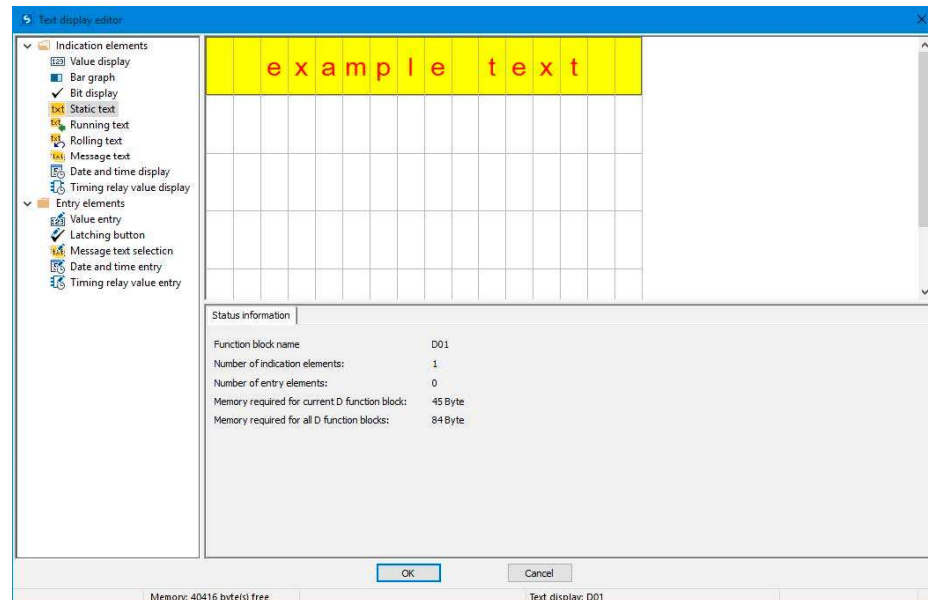 Text display editor
Indication elements
Value display
Bar graph
Bit display
Static text
Running text
Rolling text
Message text
Date and time display
Timing relay value display
Entry elements
Value entry
Latching button
Message text selection
Date and time entry
Timing relay value entry
example text
Status information
Function block name D01
Number of indication elements: 1
Number of entry elements: 0
Memory required for current D function block: 45 Byte
Memory required for all D function blocks: 84 Byte
OK Cancel
Memory: 40416 byte(s) free Text display: D01